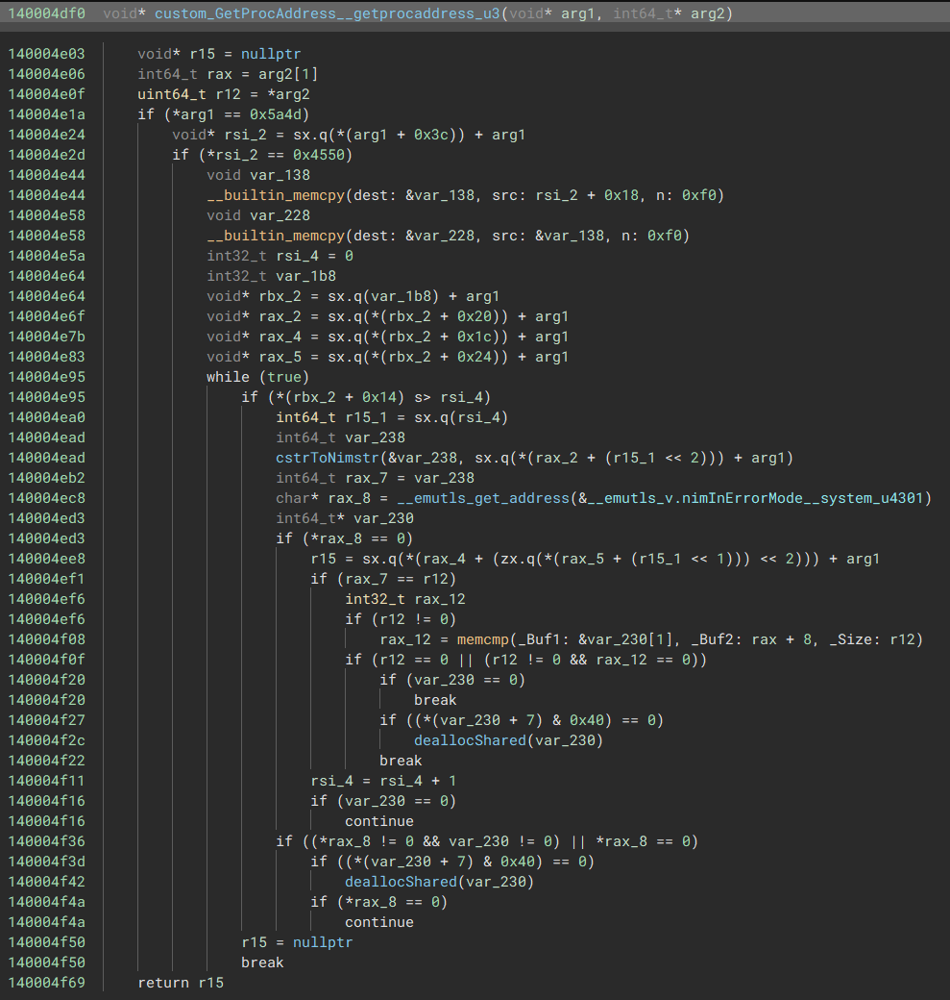 140004df0 void* custom_GetProcAddress__getprocaddress_u3(void* arg1, int64_t* arg2)
140004e03 void* r15 = nullptr
140004e06 int64_t rax = arg2[1]
140004e0f uint64_t r12 = *arg2
140004e1a if (*arg1 == 0x5a4d)
140004e24 void* rsi_2 = sx.q(*(arg1 + 0x3c)) + arg1
140004e2d if (*rsi_2 == 0x4550)
140004e44 void var_138
140004e44 __builtin_memcpy(dest: &var_138, src: rsi_2 + 0x18, n: 0xf0)
140004e58 void var_228
140004e58 __builtin_memcpy(dest: &var_228, src: &var_138, n: 0xf0)
140004e5a int32_t rsi_4 = 0
140004e64 int32_t var_1b8
140004e64 void* rbx_2 = sx.q(var_1b8) + arg1
140004e6f void* rax_2 = sx.q(*(rbx_2 + 0x20)) + arg1
140004e7b void* rax_4 = sx.q(*(rbx_2 + 0x1c)) + arg1
140004e83 void* rax_5 = sx.q(*(rbx_2 + 0x24)) + arg1
140004e95 while (true)
140004e95 if (*(rbx_2 + 0x14) s> rsi_4)
140004ea0 int64_t r15_1 = sx.q(rsi_4)
140004ead int64_t var_238
140004ead cstrToNimstr(&var_238, sx.q(*(rax_2 + (r15_1 << 2))) + arg1)
140004eb2 int64_t rax_7 = var_238
140004ec8 char* rax_8 = __emutls_get_address(&__emutls_v.nimInErrorMode__system_u4301)
140004ed3 int64_t* var_230
140004ed3 if (*rax_8 == 0)
140004ee8 r15 = sx.q(*(rax_4 + (zx.q(*(rax_5 + (r15_1 << 1))) << 2))) + arg1
140004ef1 if (rax_7 == r12)
140004ef6 int32_t rax_12
140004ef6 if (r12 != 0)
140004f08 rax_12 = memcmp(_Buf1: &var_230[1], _Buf2: rax + 8, _Size: r12)
140004f0f if (r12 == 0 || (r12 != 0 && rax_12 == 0))
140004f20 if (var_230 == 0)
140004f20 break
140004f27 if ((*(var_230 + 7) & 0x40) == 0)
140004f2c deallocShared(var_230)
140004f22 break
140004f11 rsi_4 = rsi_4 + 1
140004f16 if (var_230 == 0)
140004f16 continue
140004f36 if ((*rax_8 != 0 && var_230 != 0) || *rax_8 == 0)
140004f3d if ((*(var_230 + 7) & 0x40) == 0)
140004f42 deallocShared(var_230)
140004f4a if (*rax_8 == 0)
140004f4a continue
140004f50 r15 = nullptr
140004f50 break
140004f69 return r15